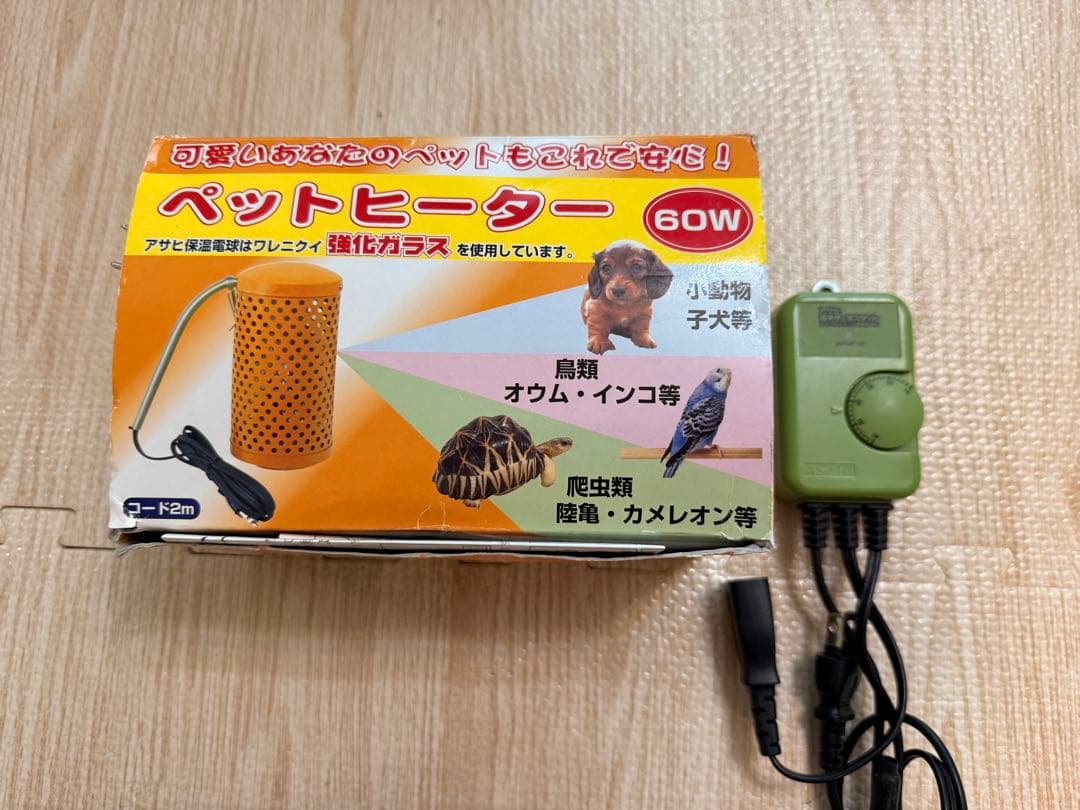 可愛いあなたのペットもこれで安心！
ペットヒーター
60W
アサヒ保温電球はワレニクイ強化ガラスを使用しています。
小動物
子犬等
鳥類
オウム・インコ等
爬虫類
陸亀・カメレオン等
コード2m
ASAHI